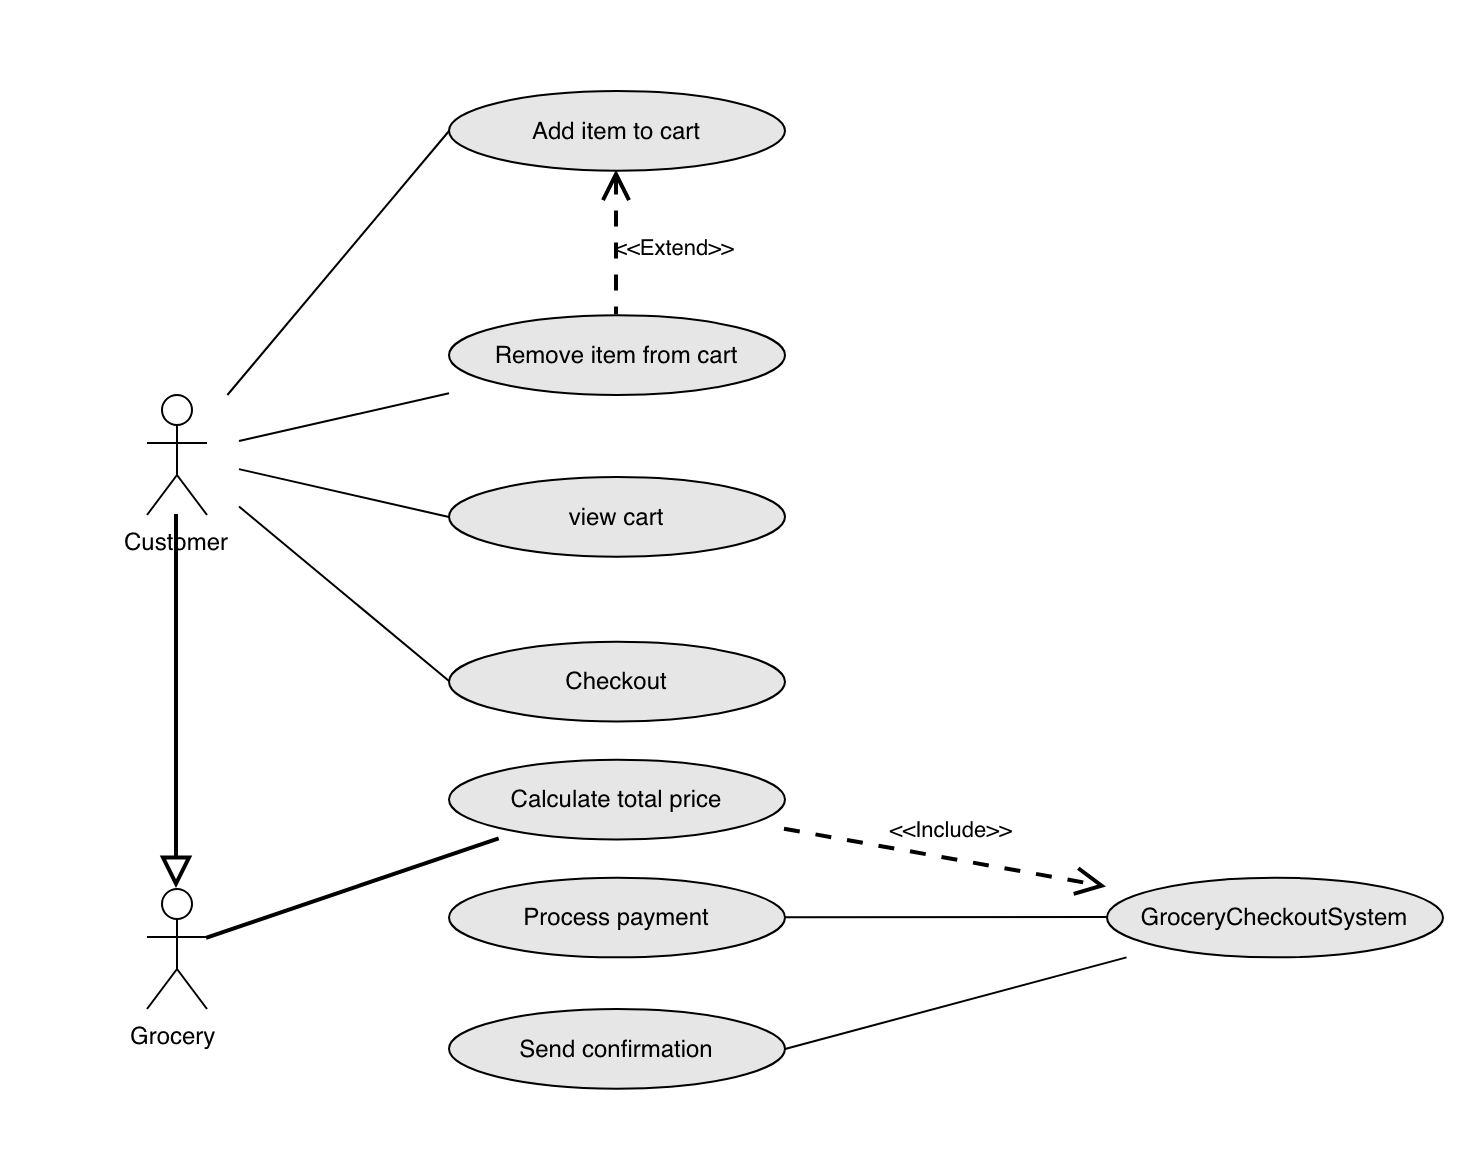 Add item to cart
<<Extend>>
Remove item from cart
view cart
Customer
Checkout
Calculate total price
<<Include>>
Process payment
GroceryCheckoutSystem
Grocery
Send confirmation